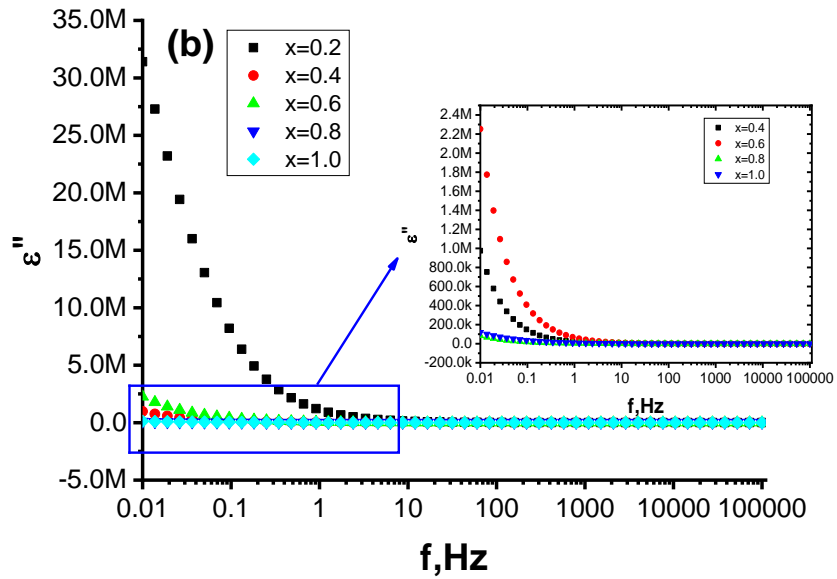 (b)
35.0M
30.0M
25.0M
20.0M
15.0M
10.0M
5.0M
0.0
-5.0M
ε"
x=0.2
x=0.4
x=0.6
x=0.8
x=1.0
0.01 0.1 1 10 100 1000 10000 100000
f,Hz
2.4M
2.2M
2.0M
1.8M
1.6M
1.4M
1.2M
1.0M
800.0k
600.0k
400.0k
200.0k
0.0
-200.0k
ε"
x=0.4
x=0.6
x=0.8
x=1.0
0.01 0.1 1 10 100 1000 10000 100000
f,Hz